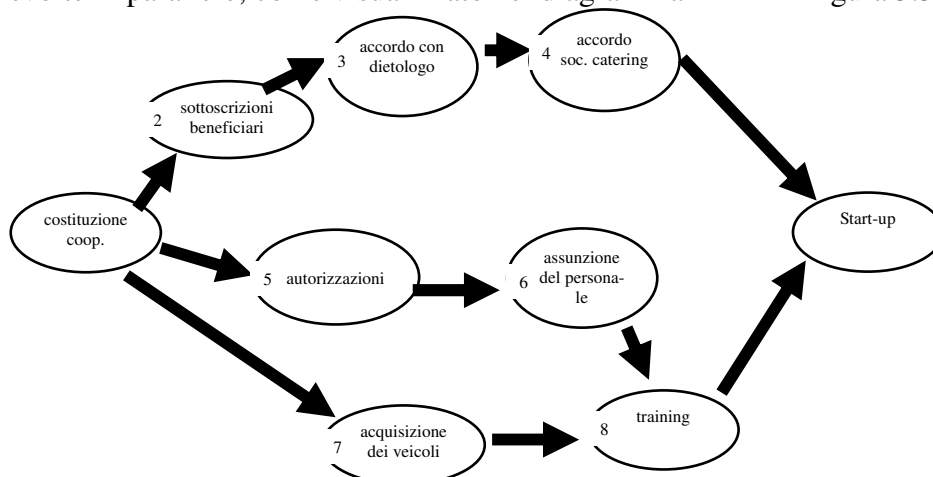 3 accordo con
dietologo
4 accordo
soc. catering
2 sottoscrizioni
beneficiari
costituzione
coop.
Start-up
5 autorizzazioni
6 assunzione
del persona-
le
7 acquisizione
dei veicoli
8 training